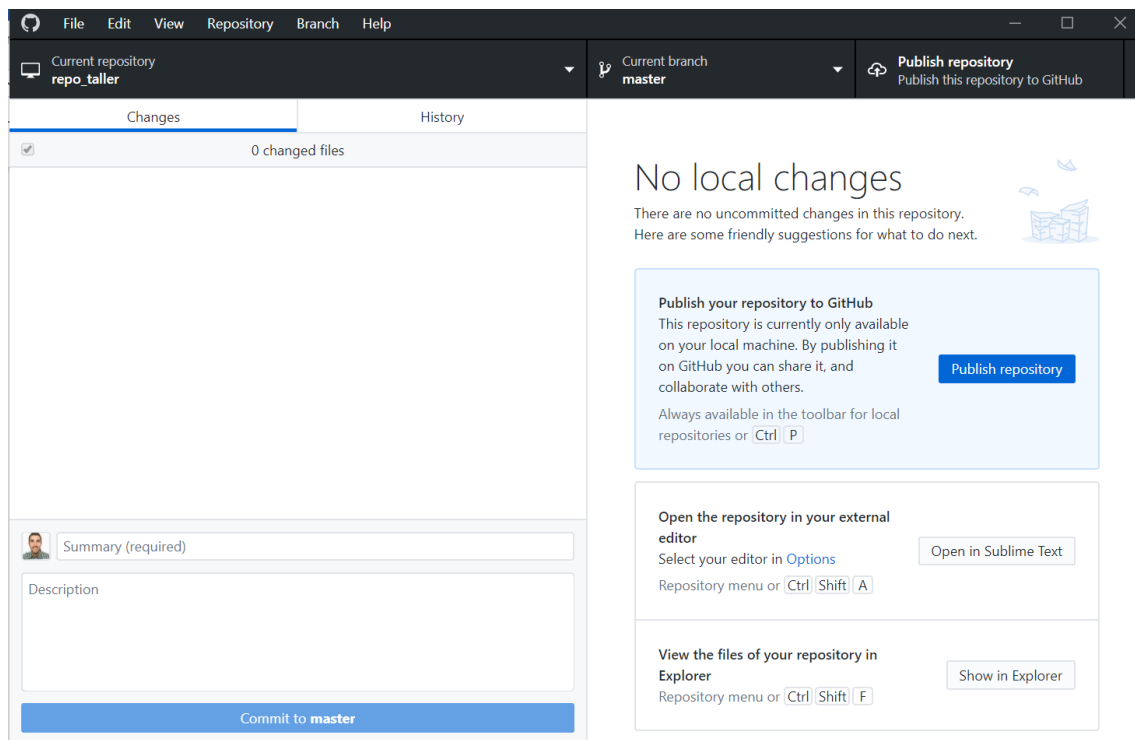 File Edit View Repository Branch Help
Current repository
repo_taller
Current branch
master
Publish repository
Publish this repository to GitHub
Changes History
0 changed files
No local changes
There are no uncommitted changes in this repository.
Here are some friendly suggestions for what to do next.
Publish your repository to GitHub
This repository is currently only available
on your local machine. By publishing it
on GitHub you can share it, and
collaborate with others.
Always available in the toolbar for local
repositories or Ctrl P
Publish repository
Open the repository in your external
editor
Select your editor in Options
Repository menu or Ctrl Shift A
Open in Sublime Text
View the files of your repository in
Explorer
Repository menu or Ctrl Shift F
Show in Explorer
Summary (required)
Description
Commit to master